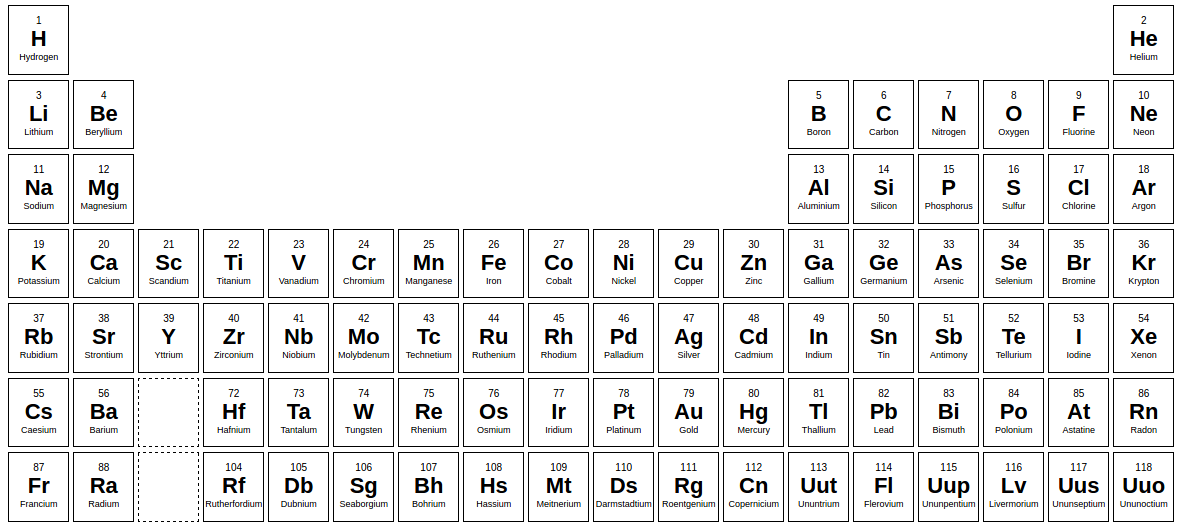 1 2
H He
Hydrogen Helium
3 4 5 6 7 8 9 10
Li Be B C N O F Ne
Lithium Beryllium Boron Carbon Nitrogen Oxygen Fluorine Neon
11 12 13 14 15 16 17 18
Na Mg Al Si P S Cl Ar
Sodium Magnesium Aluminium Silicon Phosphorus Sulfur Chlorine Argon
19 20 21 22 23 24 25 26 27 28 29 30 31 32 33 34 35 36
K Ca Sc Ti V Cr Mn Fe Co Ni Cu Zn Ga Ge As Se Br Kr
Potassium Calcium Scandium Titanium Vanadium Chromium Manganese Iron Cobalt Nickel Copper Zinc Gallium Germanium Arsenic Selenium Bromine Krypton
37 38 39 40 41 42 43 44 45 46 47 48 49 50 51 52 53 54
Rb Sr Y Zr Nb Mo Tc Ru Rh Pd Ag Cd In Sn Sb Te I Xe
Rubidium Strontium Yttrium Zirconium Niobium Molybdenum Technetium Ruthenium Rhodium Palladium Silver Cadmium Indium Tin Antimony Tellurium Iodine Xenon
55 56 72 73 74 75 76 77 78 79 80 81 82 83 84 85 86
Cs Ba Hf Ta W Re Os Ir Pt Au Hg Tl Pb Bi Po At Rn
Caesium Barium Hafnium Tantalum Tungsten Rhenium Osmium Iridium Platinum Gold Mercury Thallium Lead Bismuth Polonium Astatine Radon
87 88 104 105 106 107 108 109 110 111 112 113 114 115 116 117 118
Fr Ra Rf Db Sg Bh Hs Mt Ds Rg Cn Uut Fl Uup Lv Uus Uuo
Francium Radium Rutherfordium Dubnium Seaborgium Bohrium Hassium Meitnerium Darmstadtium Roentgenium Copernicium Ununtrium Flerovium Ununpentium Livermorium Ununseptium Ununoctium